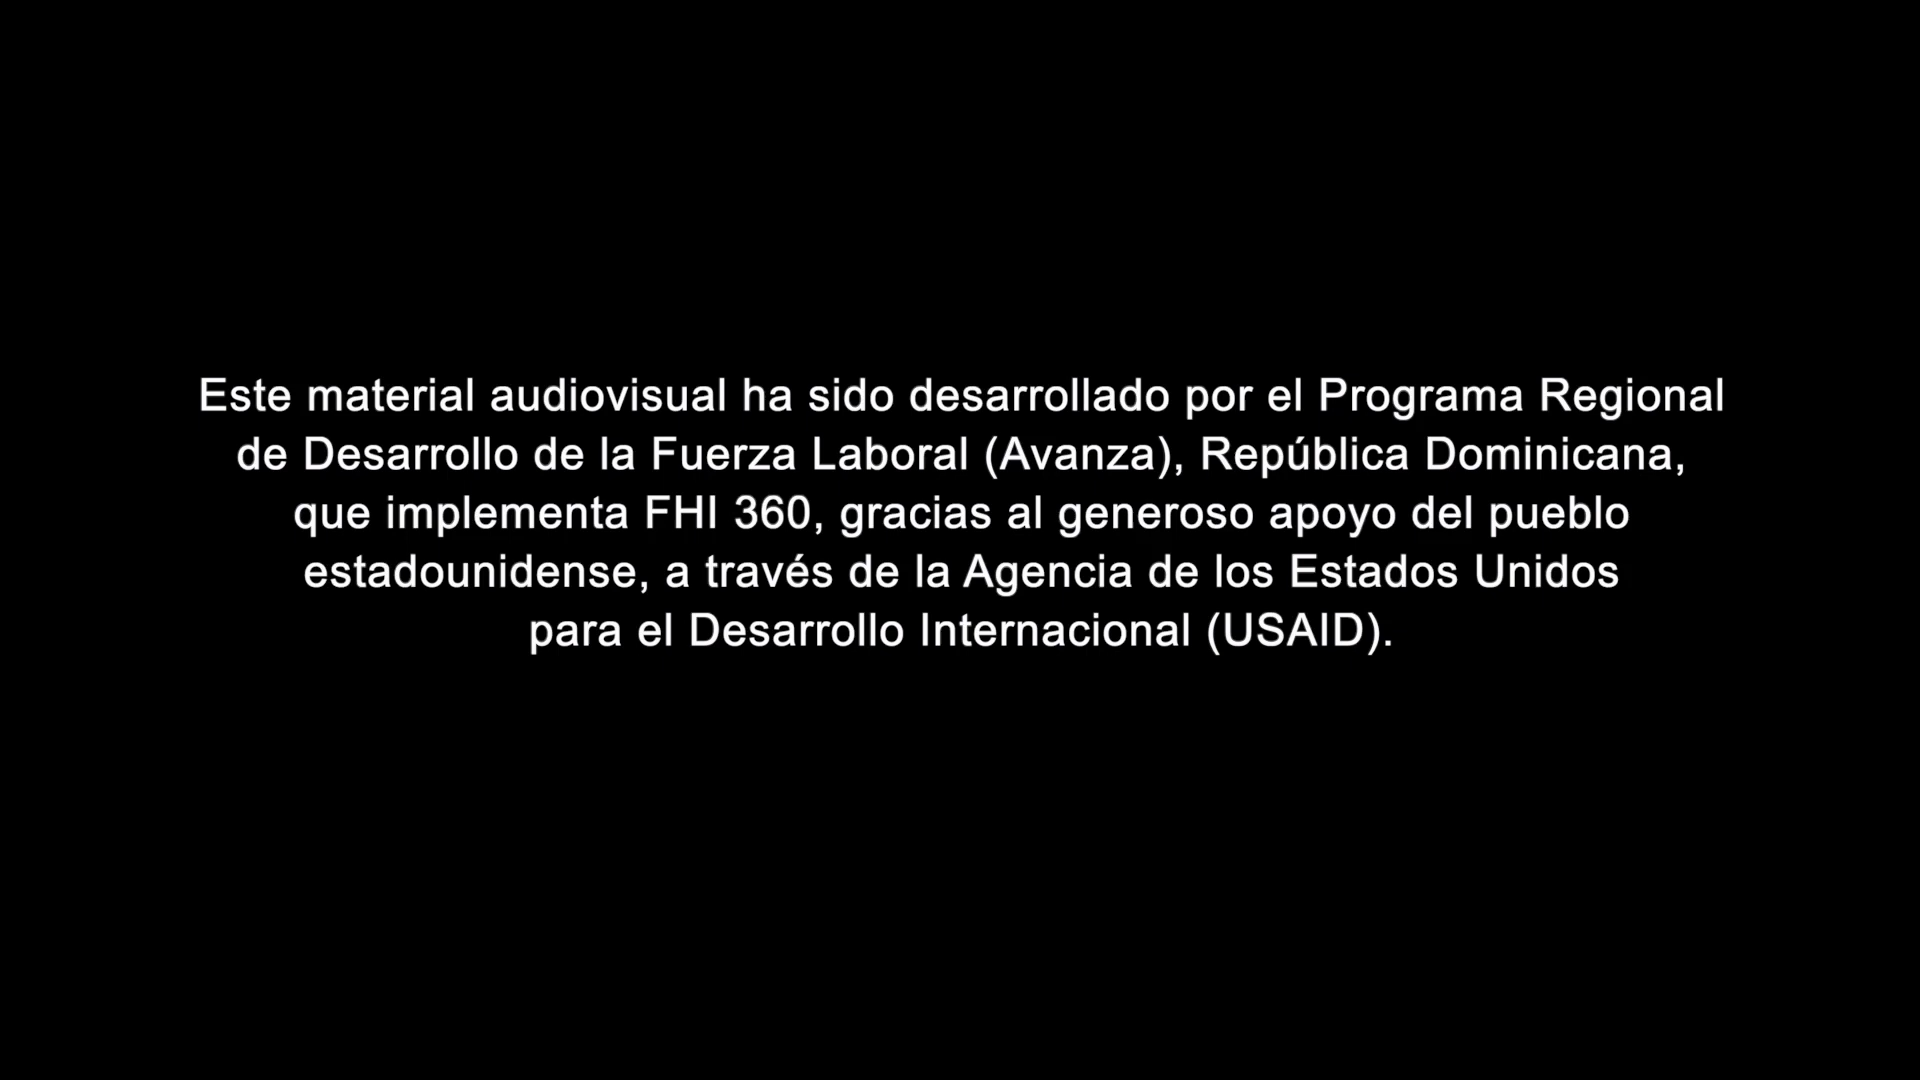 Este material audiovisual ha sido desarrollado por el Programa Regional
de Desarrollo de la Fuerza Laboral (Avanza), República Dominicana,
que implementa FHI 360, gracias al generoso apoyo del pueblo
estadounidense, a través de la Agencia de los Estados Unidos
para el Desarrollo Internacional (USAID).